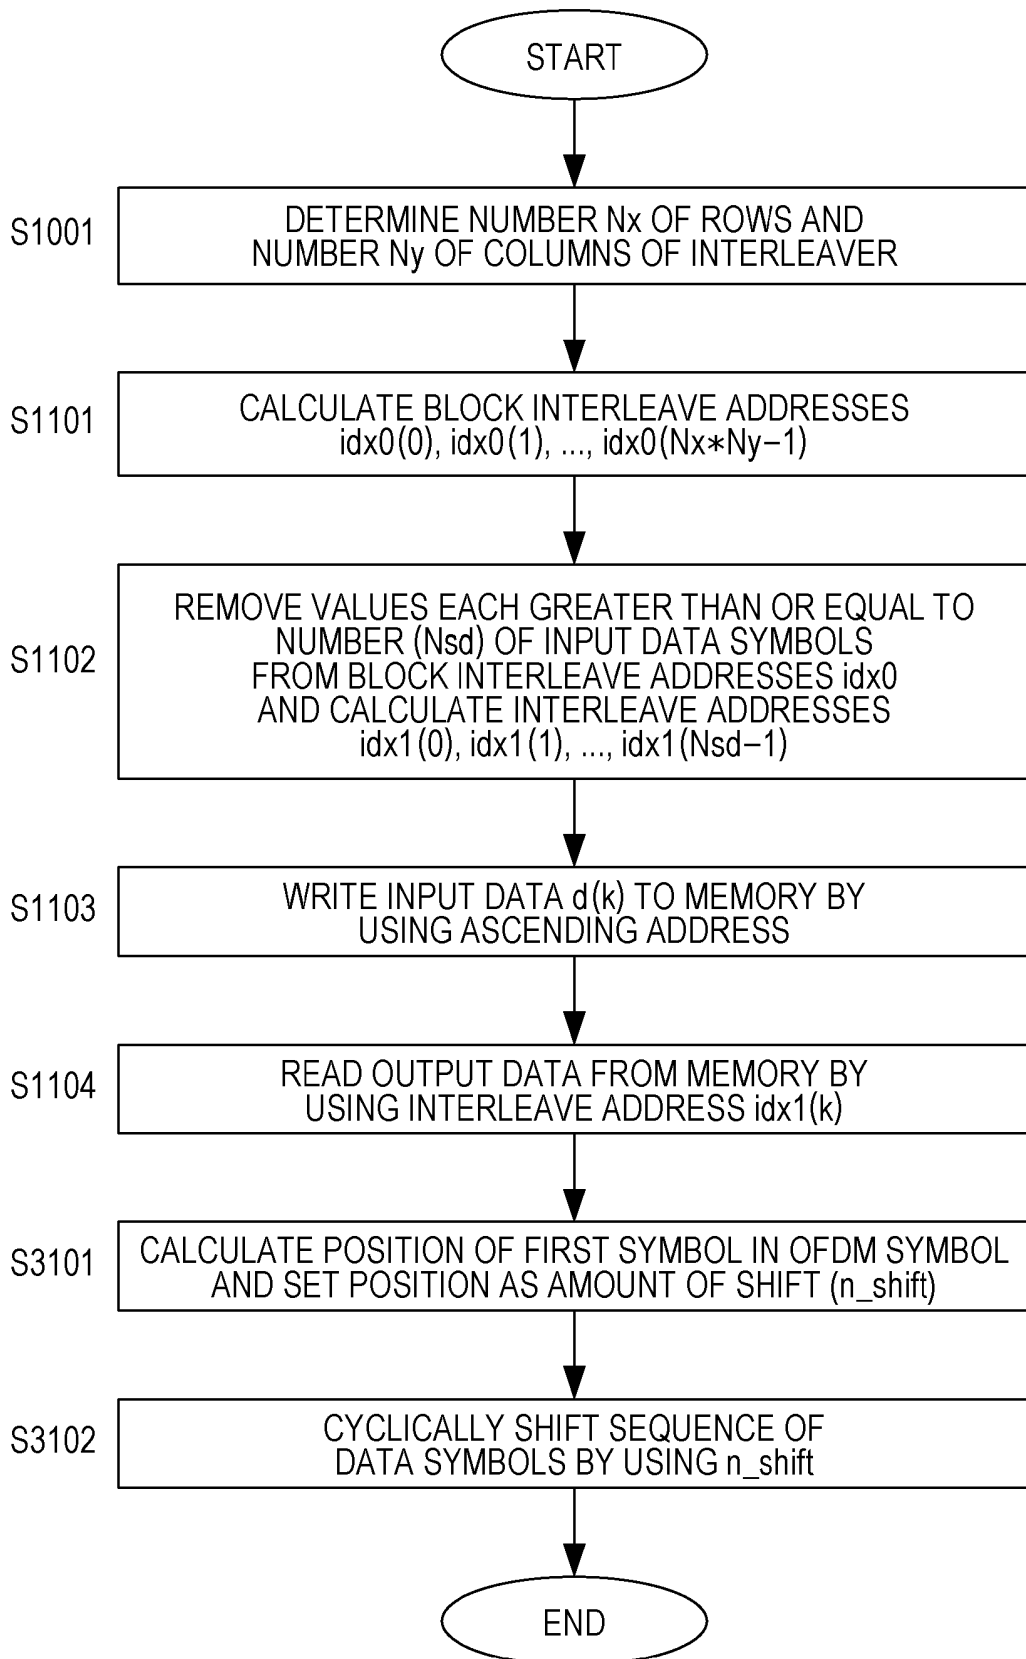 START
S1001
DETERMINE NUMBER Nx OF ROWS AND
NUMBER Ny OF COLUMNS OF INTERLEAVER
S1101
CALCULATE BLOCK INTERLEAVE ADDRESSES
idx0(0), idx0(1), ..., idx0(Nx*Ny−1)
S1102
REMOVE VALUES EACH GREATER THAN OR EQUAL TO
NUMBER (Nsd) OF INPUT DATA SYMBOLS
FROM BLOCK INTERLEAVE ADDRESSES idx0
AND CALCULATE INTERLEAVE ADDRESSES
idx1(0), idx1(1), ..., idx1(Nsd−1)
S1103
WRITE INPUT DATA d(k) TO MEMORY BY
USING ASCENDING ADDRESS
S1104
READ OUTPUT DATA FROM MEMORY BY
USING INTERLEAVE ADDRESS idx1(k)
S3101
CALCULATE POSITION OF FIRST SYMBOL IN OFDM SYMBOL
AND SET POSITION AS AMOUNT OF SHIFT (n_shift)
S3102
CYCLICALLY SHIFT SEQUENCE OF
DATA SYMBOLS BY USING n_shift
END